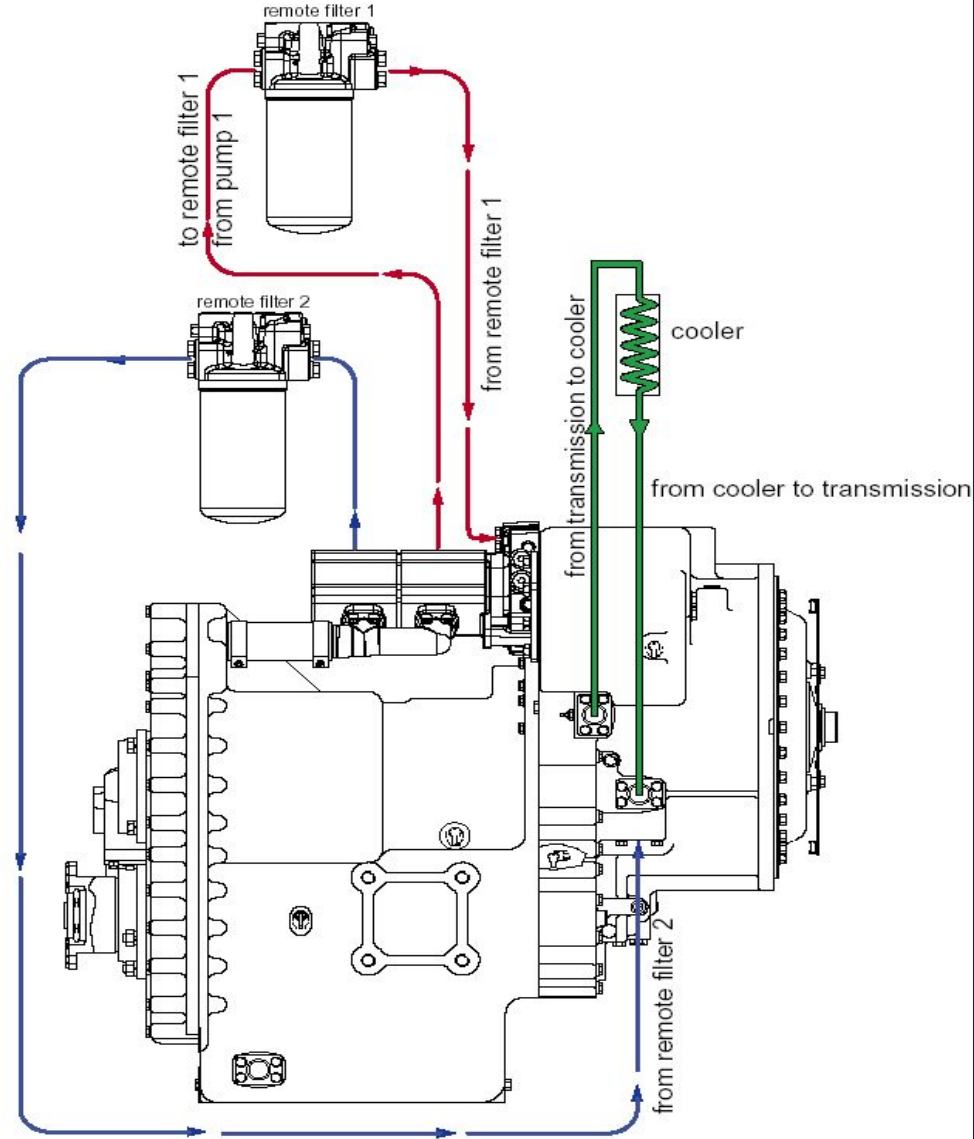 remote filter 1
to remote filter 1
from pump 1
from remote filter 1
remote filter 2
from transmission to cooler
cooler
from cooler to transmission
from remote filter 2